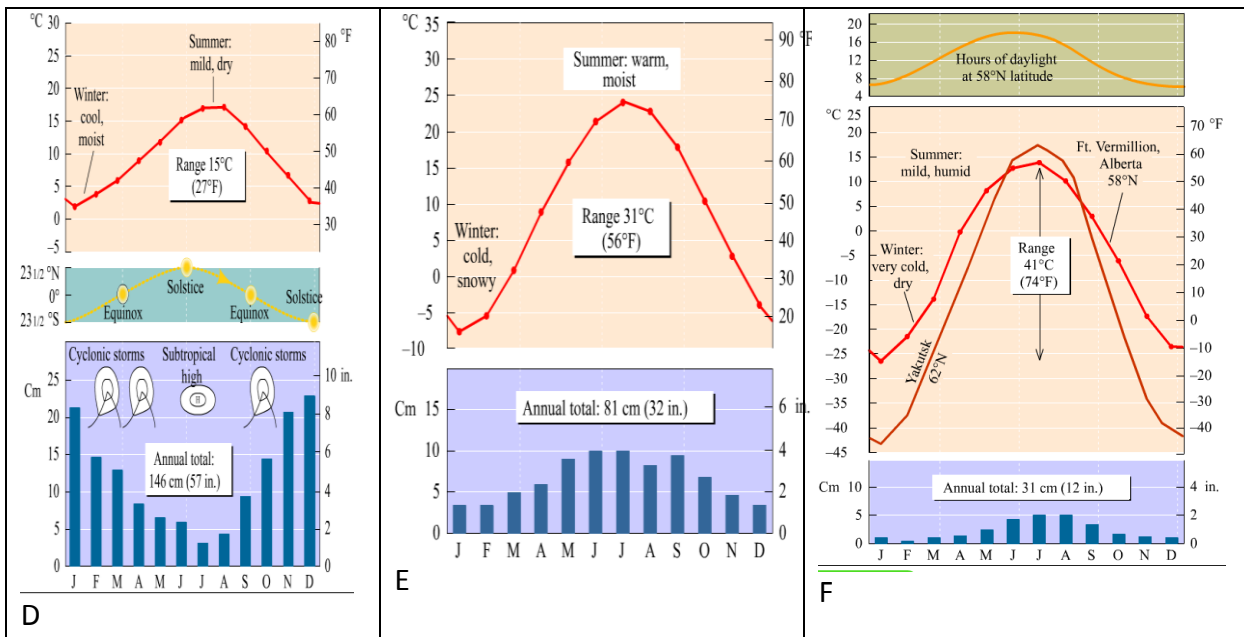 °C
30
25
20
15
10
5
0
−5
80
°F
70
60
50
40
30
Summer:
mild, dry
Winter:
cool,
moist
Range 15°C
(27°F)
23 1/2 °N
0°
23 1/2 °S
Equinox
Solstice
Equinox
Solstice
Cyclonic storms
Subtropical
high
Cyclonic storms
H
Cm
25
20
15
10
5
0
10 in.
8
6
4
2
0
Annual total:
146 cm (57 in.)
J F M A M J J A S O N D
D
°C
35
30
25
20
15
10
5
0
−5
−10
90 °F
80
70
60
50
40
30
20
Summer: warm,
moist
Winter:
cold,
snowy
Range 31°C
(56°F)
Cm
15
10
5
0
6 in.
4
2
0
Annual total: 81 cm (32 in.)
J F M A M J J A S O N D
E
20
16
12
8
4
Hours of daylight
at 58°N latitude
°C
25
20
15
10
5
0
−5
−10
−15
−20
−25
−30
−35
−40
−45
70 °F
60
50
40
30
20
10
0
−10
−20
−30
−40
Summer:
mild, humid
Ft. Vermillion,
Alberta
58°N
Winter:
very cold,
dry
Range
41°C
(74°F)
Yakutsk
62°N
Cm 10
5
0
4 in.
2
0
Annual total: 31 cm (12 in.)
J F M A M J J A S O N D
F